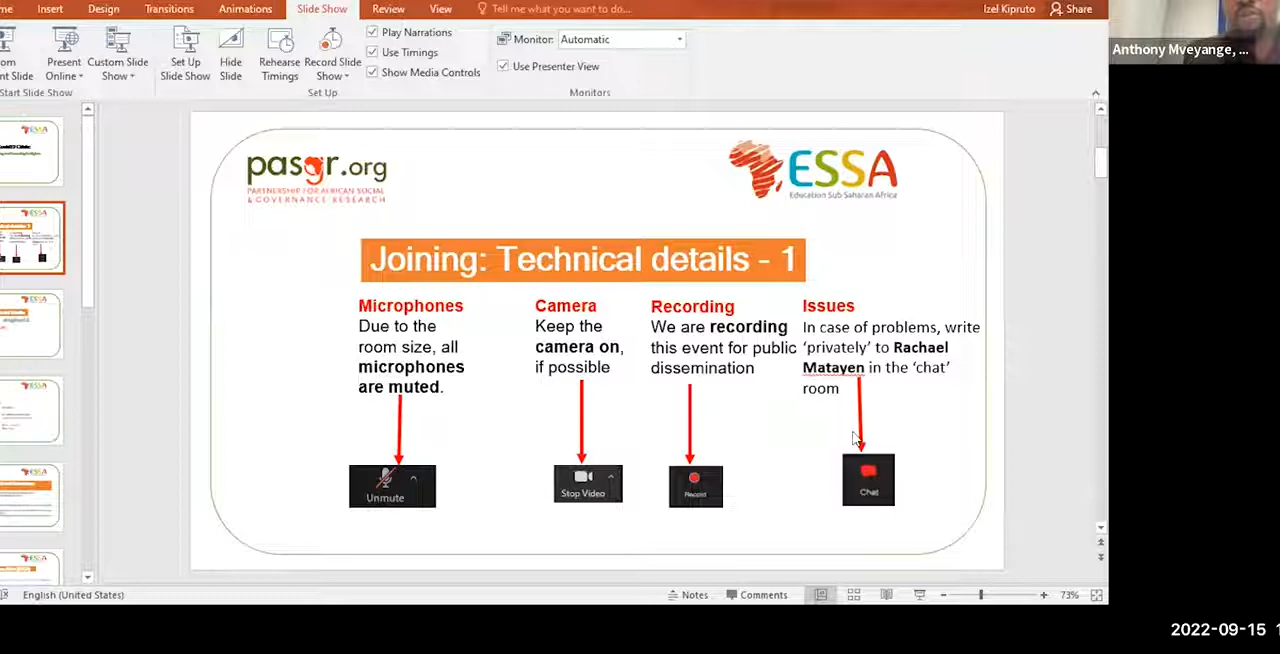 me Insert Design Transitions Animations Slide Show Review View Tell me what you want to do... Izel Kiproto Share
Present Online Custom Slide Show Set Up Slide Show Hide Slide Rehearse Timings Record Slide Show
Play Narrations
Use Timings
Show Media Controls
Monitor: Automatic
Use Presenter View
Start Slide Show Set Up Monitors
Anthony Mveyange, ...
pasgr.org
PARTNERSHIP FOR AFRICAN SOCIAL
& GOVERNANCE RESEARCH
ESSA
Education Sub Saharan Africa
Joining: Technical details - 1
Microphones
Due to the
room size, all
microphones
are muted.
Camera
Keep the
camera on,
if possible
Recording
We are recording
this event for public
dissemination
Issues
In case of problems, write
‘privately’ to Rachael
Matayen in the ‘chat’
room
Unmute
Stop Video
Record
Chat
English (United States) Notes Comments 73%
2022-09-15